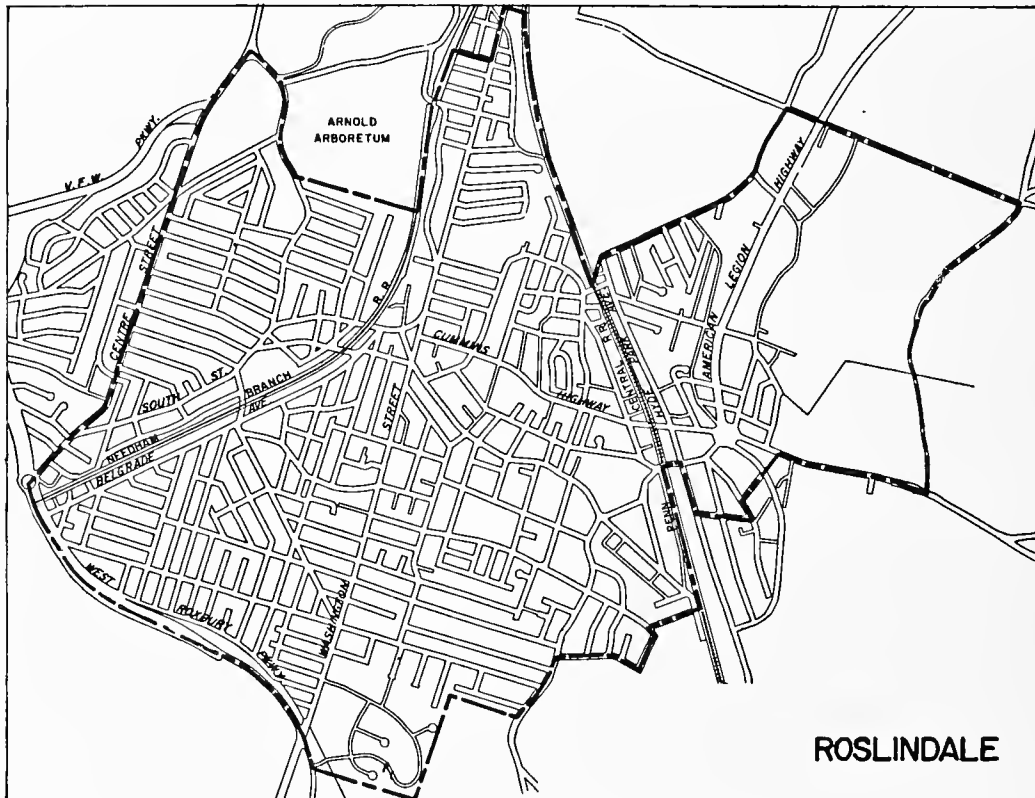 ARNOLD
ARBORETUM
V.F.W. PKWY.
CENTRE STREET
AMERICAN LEGION HIGHWAY
R.R.
NEEDHAM BRANCH
SOUTH ST.
BELGRADE AVE
CUMMINS HIGHWAY
WASHINGTON STREET
PENN CENTRAL R.R.
HYDE PARK AVE.
WEST ROXBURY PKWY
ROSLINDALE